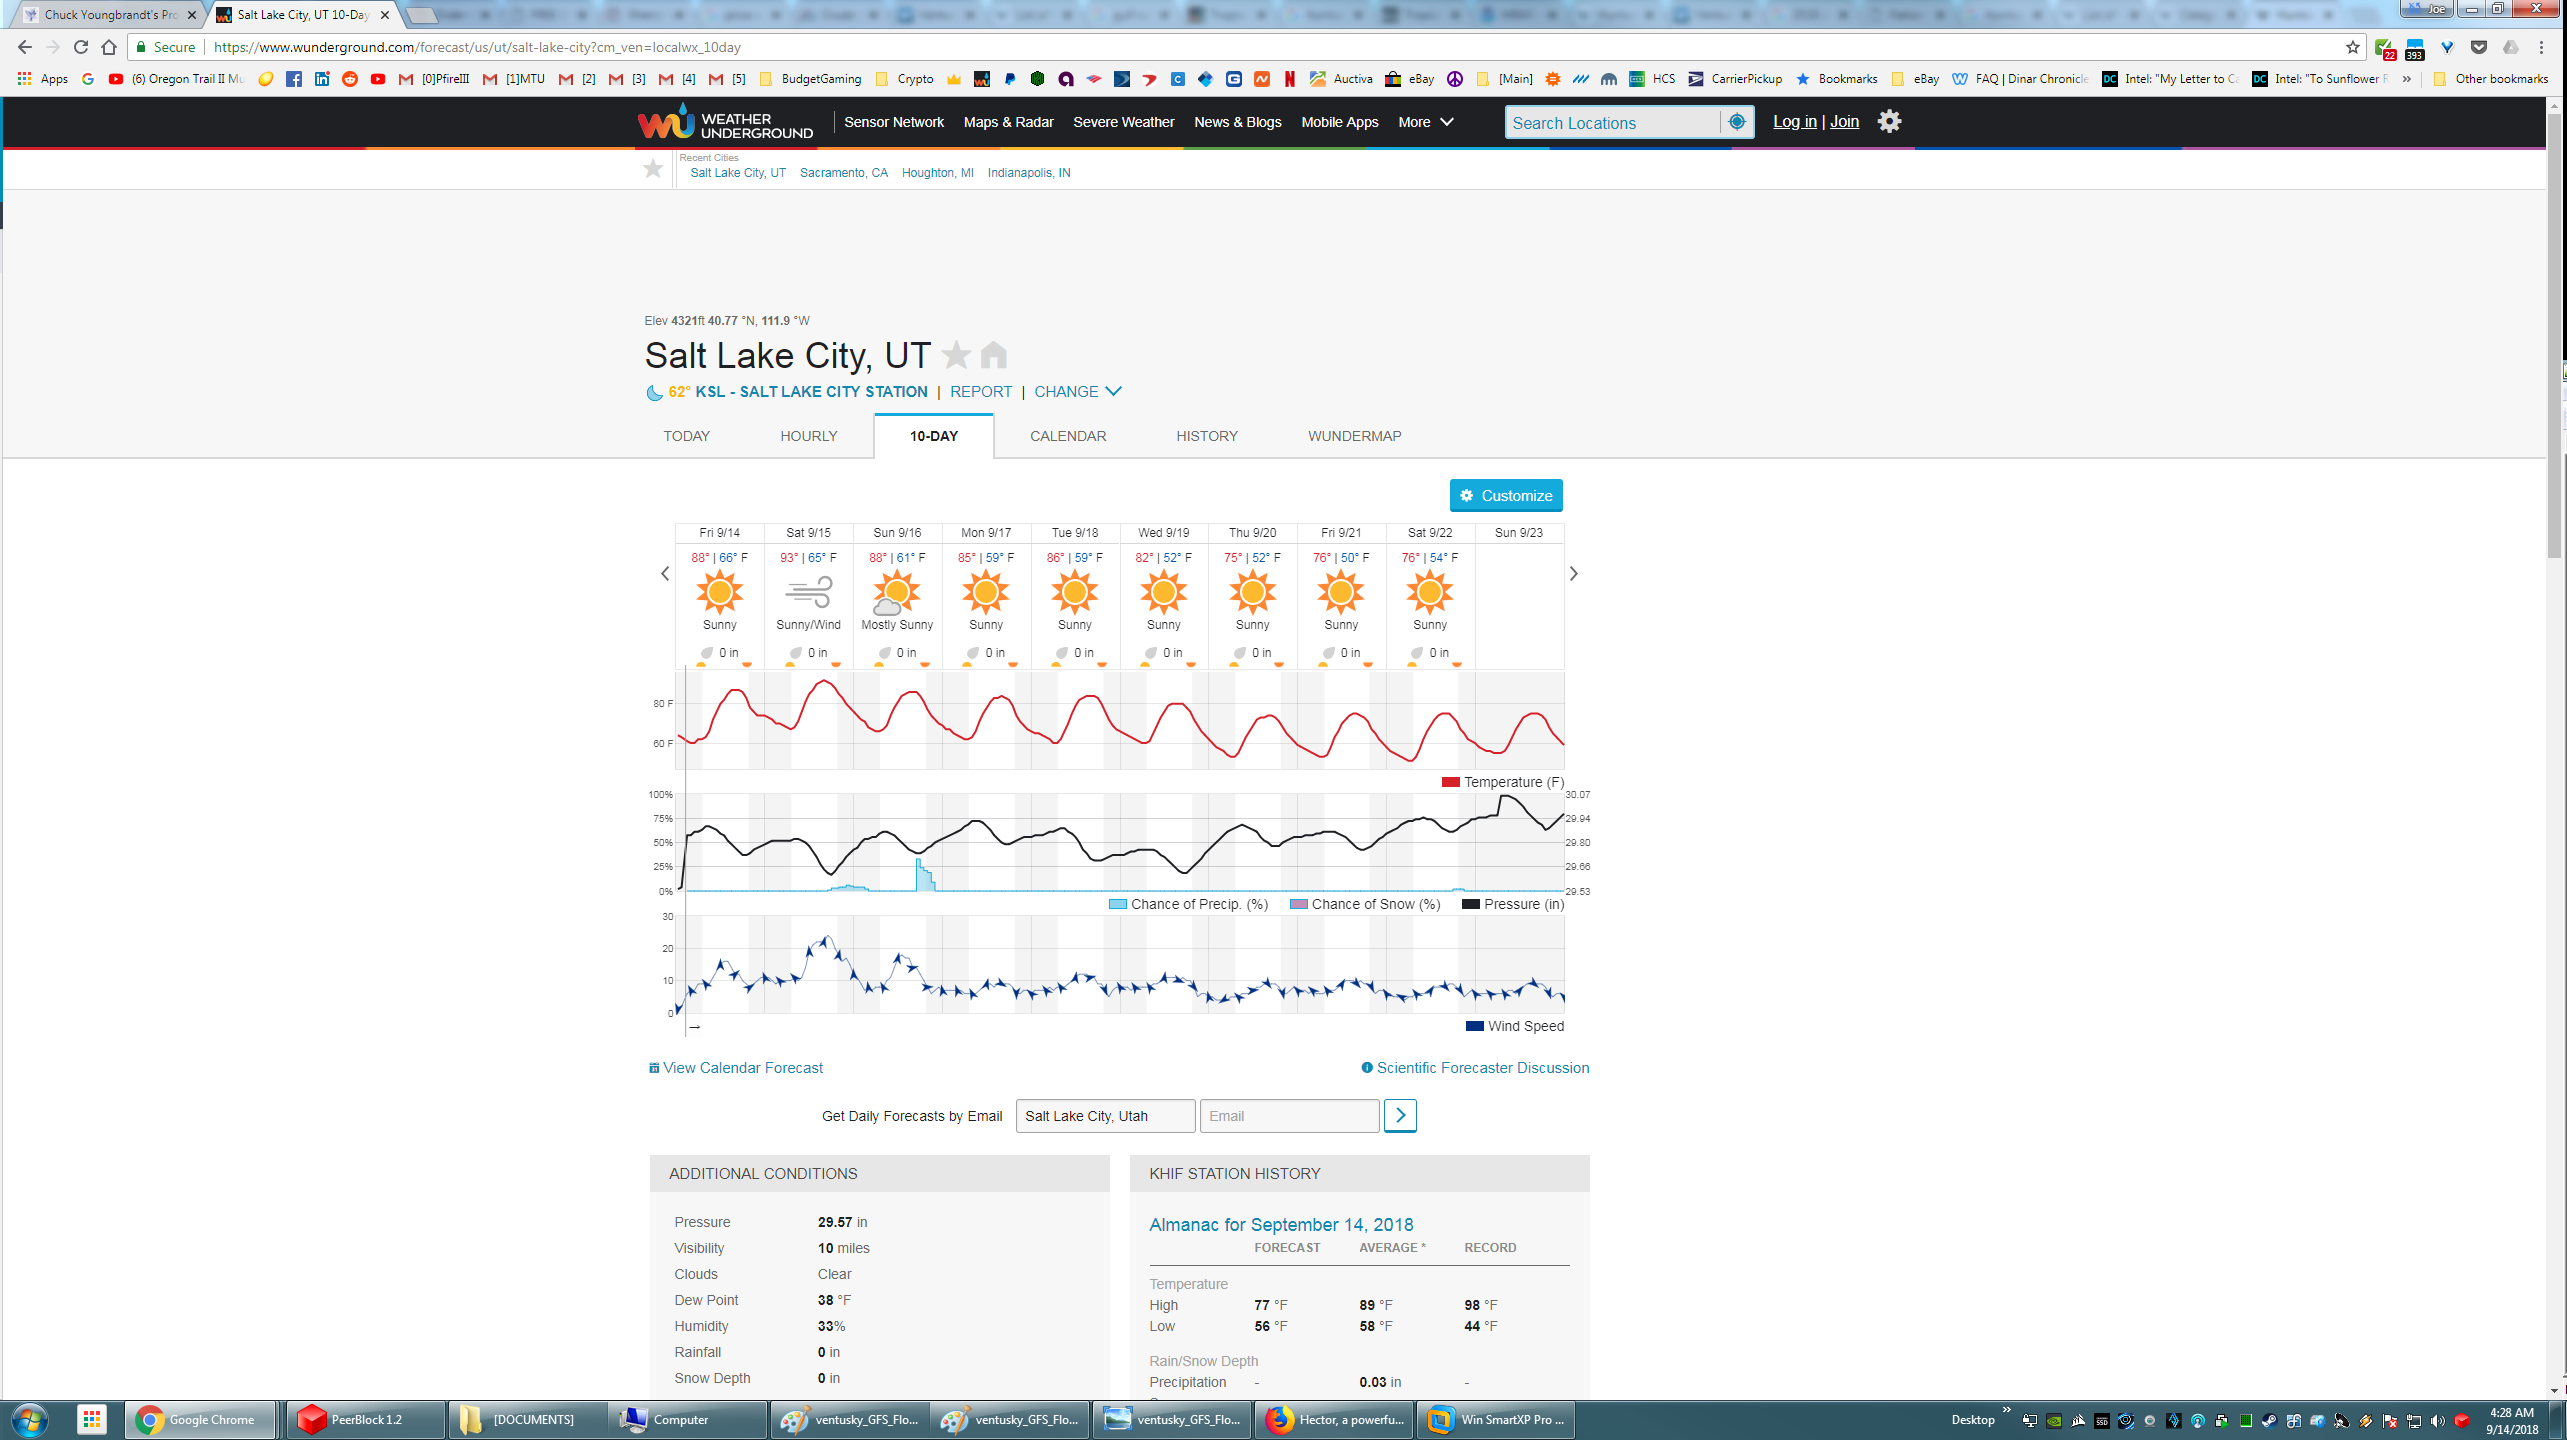 Chuck Youngbrandt's Pro
Salt Lake City, UT 10-Day
Joe
Secure
https://www.wunderground.com/forecast/us/ut/salt-lake-city?cm_ven=localwx_10day
22
393
Apps
(6) Oregon Trail II Mu
[0]PfireIII
[1]MTU
[2]
[3]
[4]
[5]
BudgetGaming
Crypto
Auctiva
eBay
[Main]
HCS
CarrierPickup
Bookmarks
eBay
FAQ | Dinar Chronicle
Intel: "My Letter to C
Intel: "To Sunflower R
Other bookmarks
WEATHER
UNDERGROUND
Sensor Network
Maps & Radar
Severe Weather
News & Blogs
Mobile Apps
More
Search Locations
Log in | Join
Recent Cities
Salt Lake City, UT
Sacramento, CA
Houghton, MI
Indianapolis, IN
Elev 4321ft 40.77 °N, 111.9 °W
Salt Lake City, UT
62° KSL - SALT LAKE CITY STATION | REPORT | CHANGE
TODAY
HOURLY
10-DAY
CALENDAR
HISTORY
WUNDERMAP
Customize
Fri 9/14 Sat 9/15 Sun 9/16 Mon 9/17 Tue 9/18 Wed 9/19 Thu 9/20 Fri 9/21 Sat 9/22 Sun 9/23
88° | 66° F 93° | 65° F 88° | 61° F 85° | 59° F 86° | 59° F 82° | 52° F 75° | 52° F 76° | 50° F 76° | 54° F
Sunny Sunny/Wind Mostly Sunny Sunny Sunny Sunny Sunny Sunny Sunny
0 in 0 in 0 in 0 in 0 in 0 in 0 in 0 in 0 in
80 F
60 F
Temperature (F)
100% 30.07
75% 29.94
50% 29.80
25% 29.66
0% 29.53
Chance of Precip. (%) Chance of Snow (%) Pressure (in)
30
20
10
0
Wind Speed
View Calendar Forecast
Scientific Forecaster Discussion
Get Daily Forecasts by Email
Salt Lake City, Utah
Email
ADDITIONAL CONDITIONS
Pressure 29.57 in
Visibility 10 miles
Clouds Clear
Dew Point 38 °F
Humidity 33%
Rainfall 0 in
Snow Depth 0 in
KHIF STATION HISTORY
Almanac for September 14, 2018
FORECAST AVERAGE * RECORD
Temperature
High 77 °F 89 °F 98 °F
Low 56 °F 58 °F 44 °F
Rain/Snow Depth
Precipitation - 0.03 in -
Google Chrome
PeerBlock 1.2
[DOCUMENTS]
Computer
ventusky_GFS_Flo...
ventusky_GFS_Flo...
ventusky_GFS_Flo...
Hector, a powerfu...
Win SmartXP Pro ...
Desktop
4:28 AM
9/14/2018